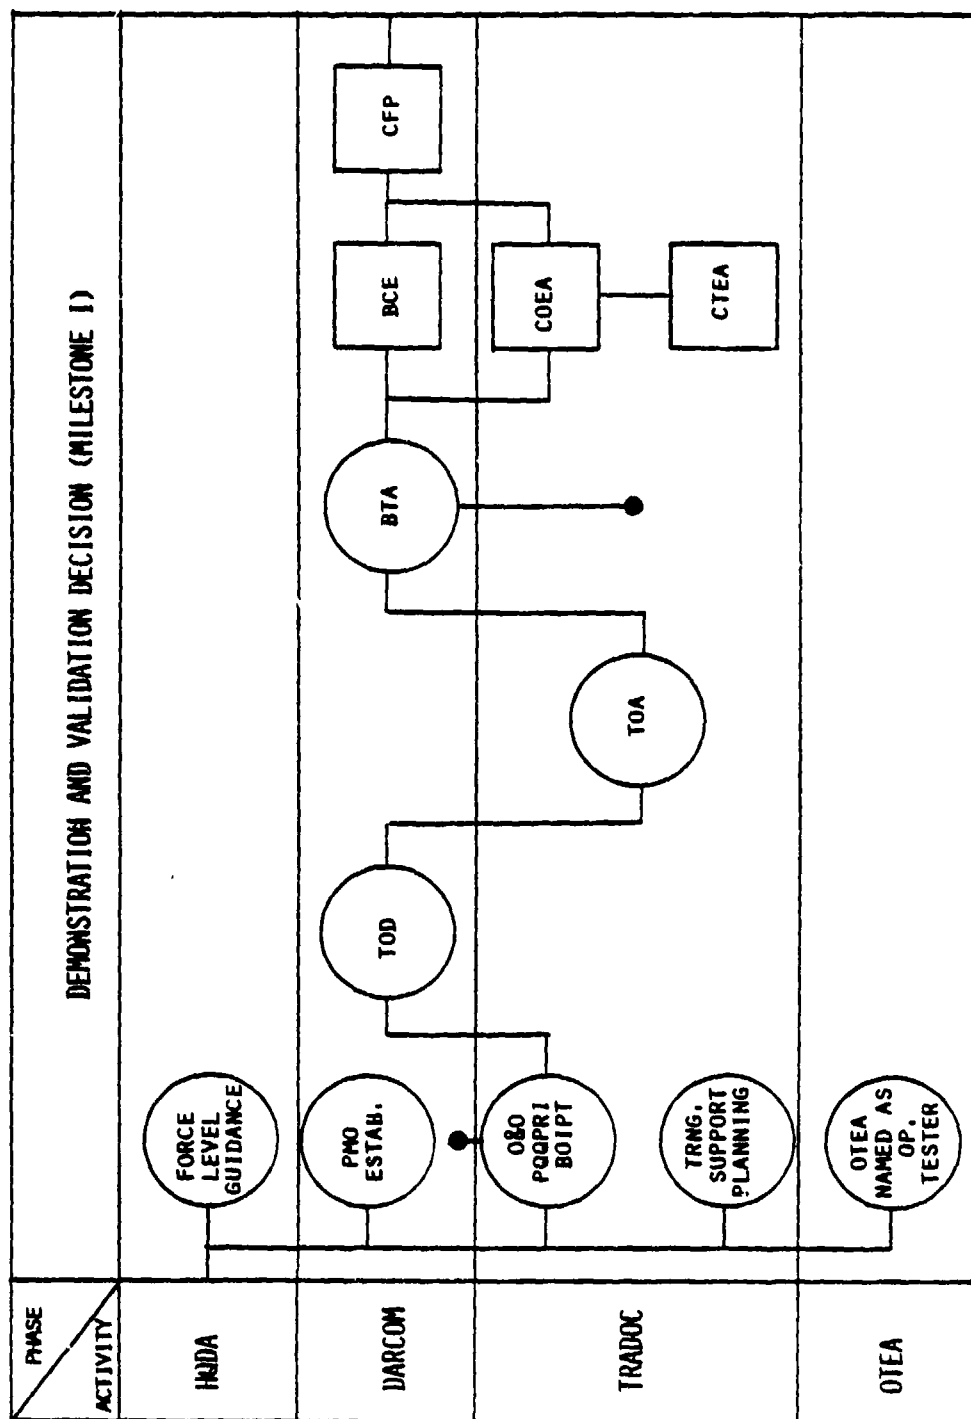 PHASE
ACTIVITY
DEMONSTRATION AND VALIDATION DECISION (MILESTONE I)
HQDA
FORCE
LEVEL
GUIDANCE
DARCOM
PMO
ESTAB.
TOD
BTA
BCE
CFP
TRADOC
O&O
PQQPRI
BOIPT
TRNG.
SUPPORT
PLANNING
TOA
COEA
CTEA
OTEA
OTEA
NAMED AS
OP.
TESTER